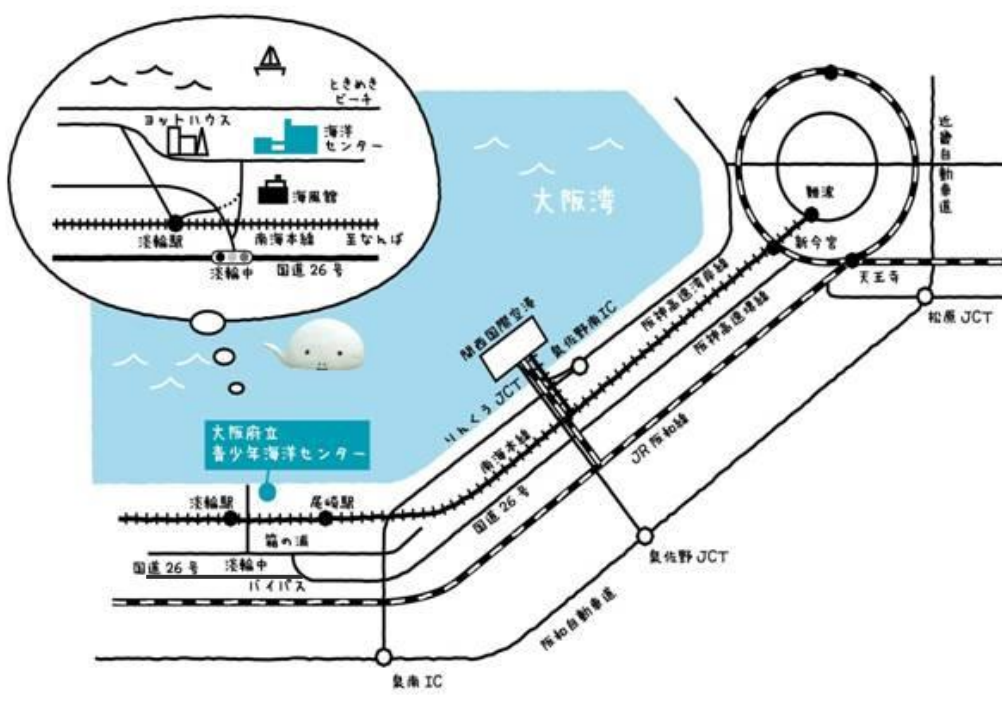 ときめき
ビーチ
ヨットハウス
海洋
センター
海風館
淡輪駅
南海本線
至なんば
淡輪中
国道26号
大阪湾
近畿自動車道
難波
新今宮
天王寺
松原JCT
阪神高速湾岸線
阪神高速堺線
関西国際空港
泉佐野南IC
りんくうJCT
大阪府立
青少年海洋センター
南海本線
JR阪和線
国道26号
淡輪駅
尾崎駅
箱の浦
国道26号
淡輪中
バイパス
泉佐野JCT
阪和自動車道
泉南IC